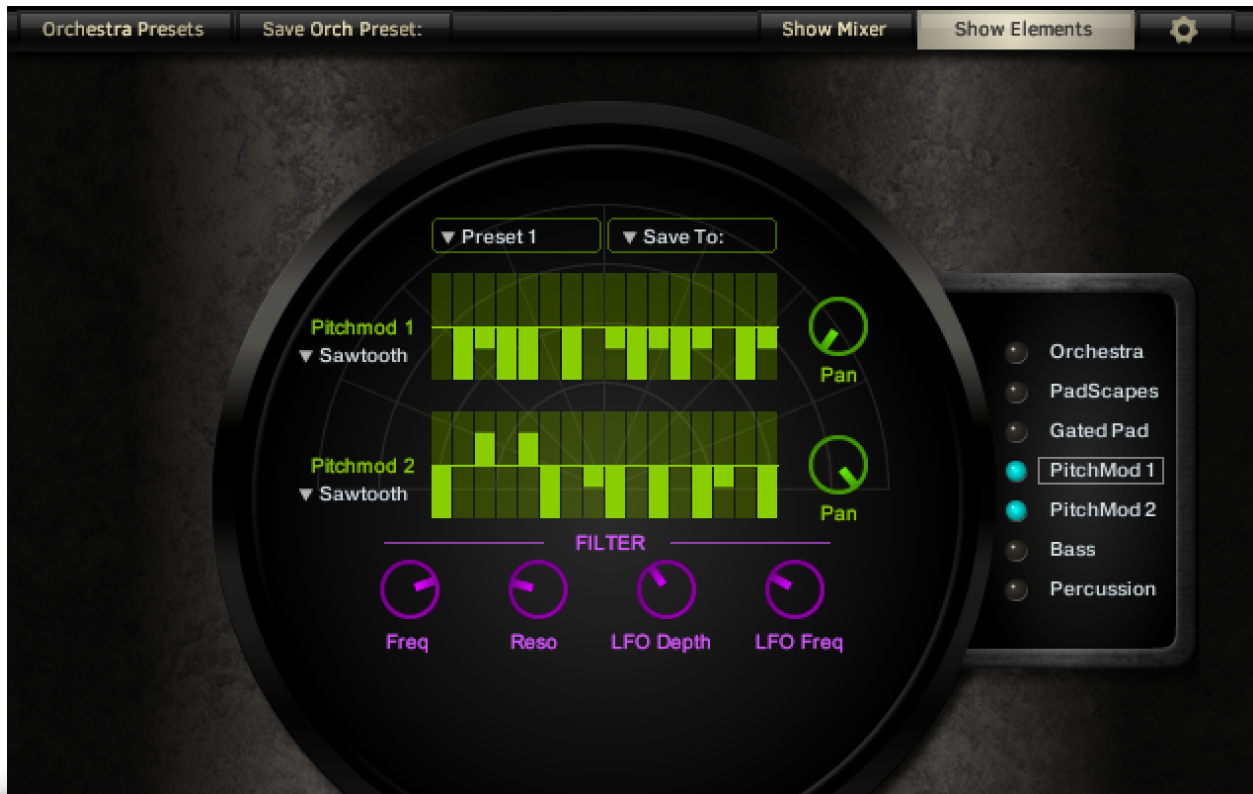 Orchestra Presets
Save Orch Preset:
Show Mixer
Show Elements
Preset 1
Save To:
Pitchmod 1
Sawtooth
Pan
Pitchmod 2
Sawtooth
Pan
FILTER
Freq
Reso
LFO Depth
LFO Freq
Orchestra
PadScapes
Gated Pad
PitchMod 1
PitchMod 2
Bass
Percussion